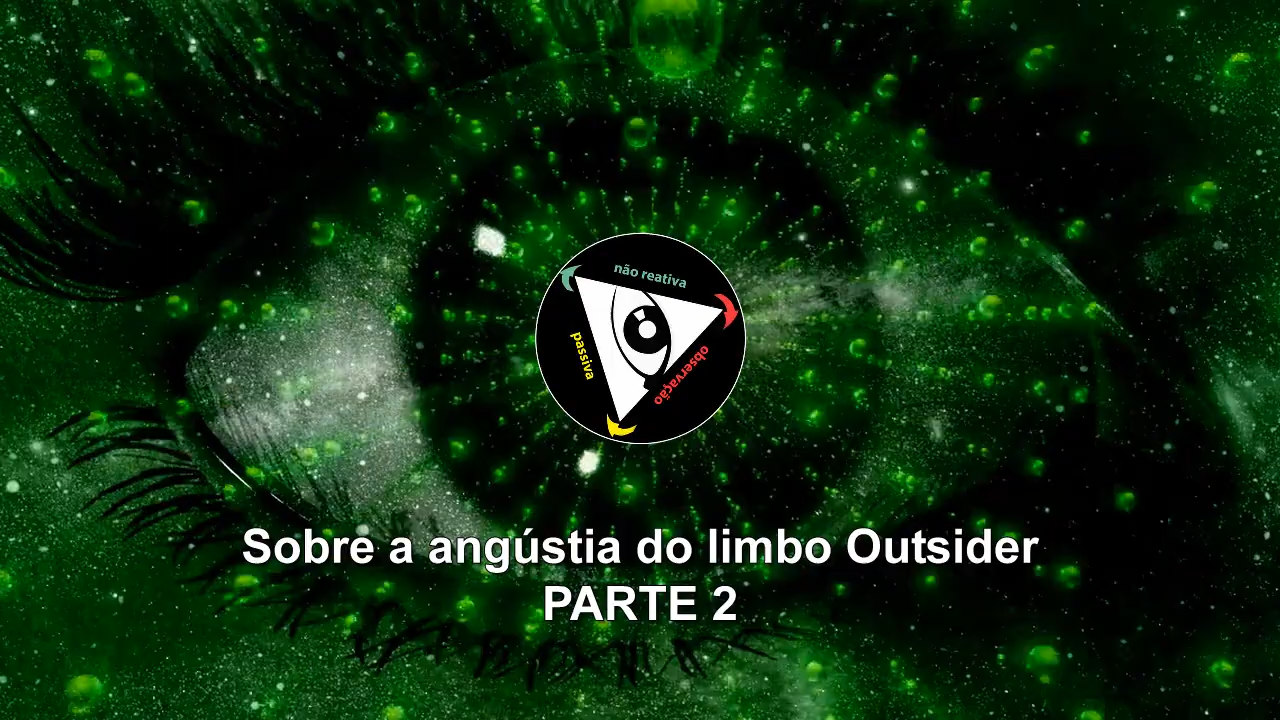 não reativa
passiva
observação
Sobre a angústia do limbo Outsider
PARTE 2